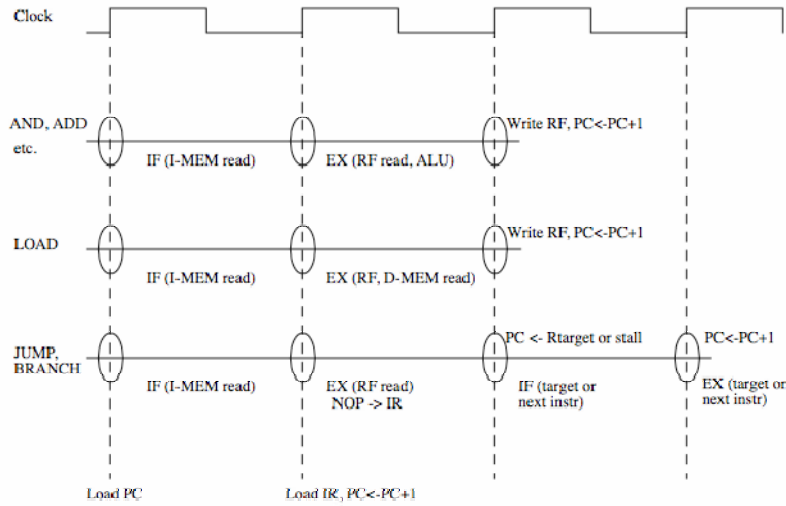 Clock
AND, ADD
etc.
Write RF, PC<-PC+1
IF (I-MEM read)
EX (RF read, ALU)
LOAD
Write RF, PC<-PC+1
IF (I-MEM read)
EX (RF, D-MEM read)
JUMP,
BRANCH
PC <- Rtarget or stall
PC<-PC+1
IF (I-MEM read)
EX (RF read)
NOP -> IR
IF (target or
next instr)
EX (target or
next instr)
Load PC
Load IR, PC<-PC+1